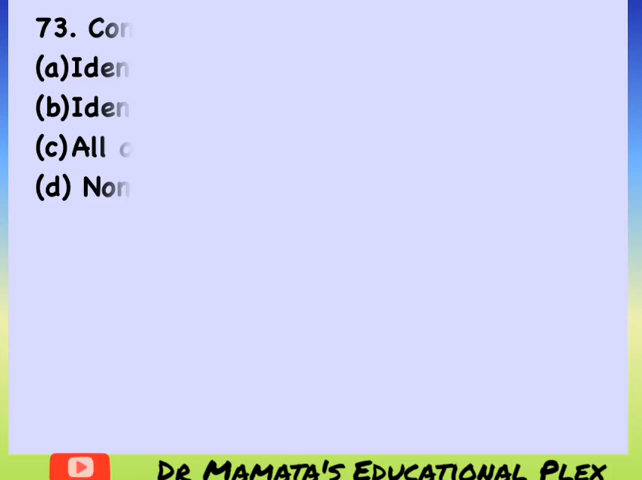 73. Con
(a)Iden
(b)Iden
(c)All
(d) Non
Dr Mamata's Educational Plex